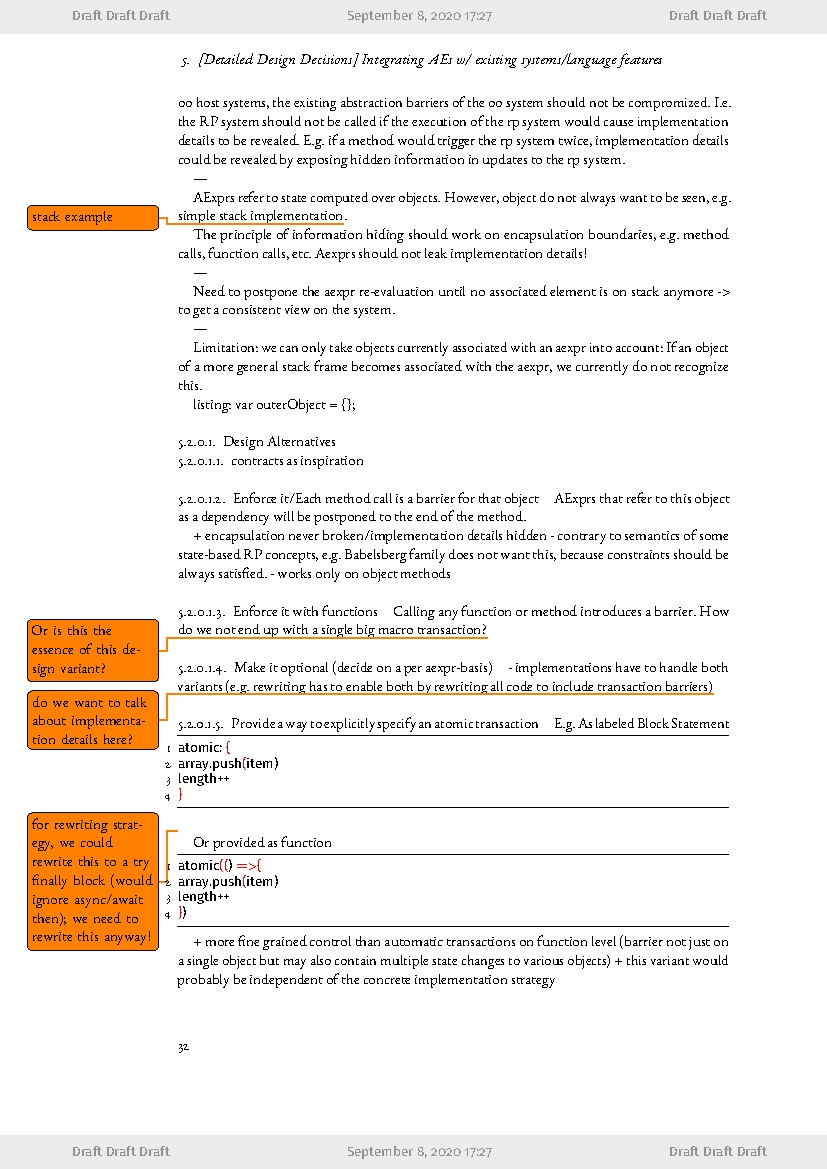 Draft Draft Draft September 8, 2020 17:27 Draft Draft Draft
5. [Detailed Design Decisions] Integrating AEs w/ existing systems/language features
oo host systems, the existing abstraction barriers of the oo system should not be compromized. I.e.
the RP system should not be called if the execution of the rp system would cause implementation
details to be revealed. E.g. if a method would trigger the rp system twice, implementation details
could be revealed by exposing hidden information in updates to the rp system.
—
AExprs refer to state computed over objects. However, object do not always want to be seen, e.g.
stack example
simple stack implementation.
The principle of information hiding should work on encapsulation boundaries, e.g. method
calls, function calls, etc. Aexprs should not leak implementation details!
—
Need to postpone the aexpr re-evaluation until no associated element is on stack anymore ->
to get a consistent view on the system.
—
Limitation: we can only take objects currently associated with an aexpr into account: If an object
of a more general stack frame becomes associated with the aexpr, we currently do not recognize
this.
listing: var outerObject = {};
5.2.0.1. Design Alternatives
5.2.0.1.1. contracts as inspiration
5.2.0.1.2. Enforce it/Each method call is a barrier for that object AExprs that refer to this object
as a dependency will be postponed to the end of the method.
+ encapsulation never broken/implementation details hidden - contrary to semantics of some
state-based RP concepts, e.g. Babelsberg family does not want this, because constraints should be
always satisfied. - works only on object methods
5.2.0.1.3. Enforce it with functions Calling any function or method introduces a barrier. How
do we not end up with a single big macro transaction?
Or is this the
essence of this de-
sign variant?
5.2.0.1.4. Make it optional (decide on a per aexpr-basis) - implementations have to handle both
variants (e.g. rewriting has to enable both by rewriting all code to include transaction barriers)
do we want to talk
about implementa-
tion details here?
5.2.0.1.5. Provide a way to explicitly specify an atomic transaction E.g. As labeled Block Statement
1 atomic: {
2 array.push(item)
3 length++
4 }
for rewriting strat-
egy, we could
rewrite this to a try
finally block (would
ignore async/await
then); we need to
rewrite this anyway!
Or provided as function
1 atomic(() =>{
2 array.push(item)
3 length++
4 })
+ more fine grained control than automatic transactions on function level (barrier not just on
a single object but may also contain multiple state changes to various objects) + this variant would
probably be independent of the concrete implementation strategy
32
Draft Draft Draft September 8, 2020 17:27 Draft Draft Draft